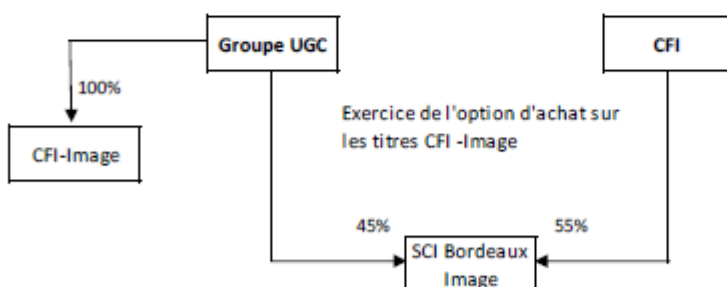 Groupe UGC
CFI
100%
Exercice de l'option d'achat sur
les titres CFI -Image
CFI-Image
45%
55%
SCI Bordeaux
Image